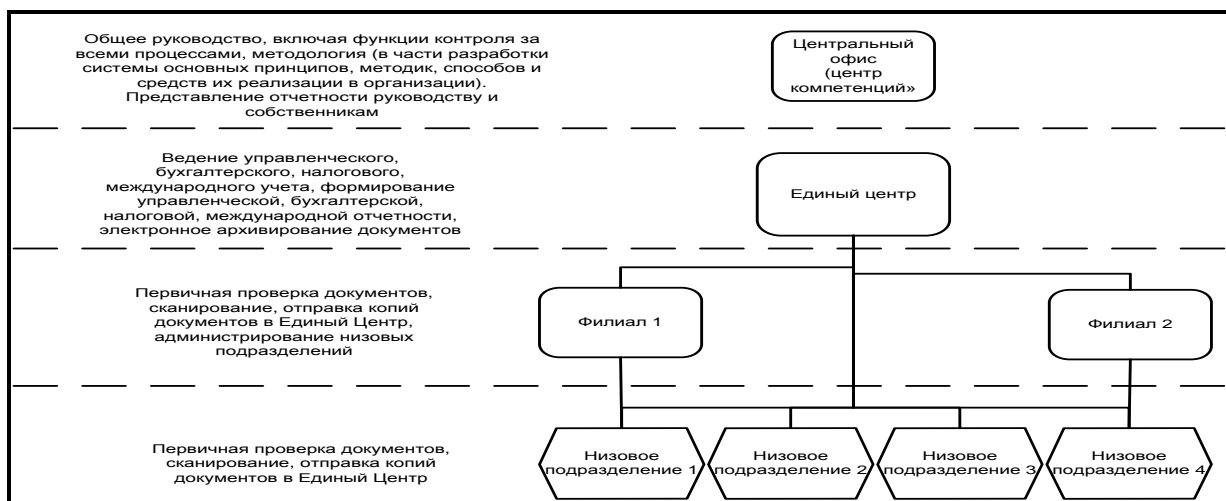 Общее руководство, включая функции контроля за
всеми процессами, методология (в части разработки
системы основных принципов, методик, способов и
средств их реализации в организации).
Представление отчетности руководству и
собственникам
Центральный
офис
(центр
компетенций»
Ведение управленческого,
бухгалтерского, налогового,
международного учета, формирование
управленческой, бухгалтерской,
налоговой, международной отчетности,
электронное архивирование документов
Единый центр
Первичная проверка документов,
сканирование, отправка копий
документов в Единый Центр,
администрирование низовых
подразделений
Филиал 1
Филиал 2
Первичная проверка документов,
сканирование, отправка копий
документов в Единый Центр
Низовое
подразделение 1
Низовое
подразделение 2
Низовое
подразделение 3
Низовое
подразделение 4